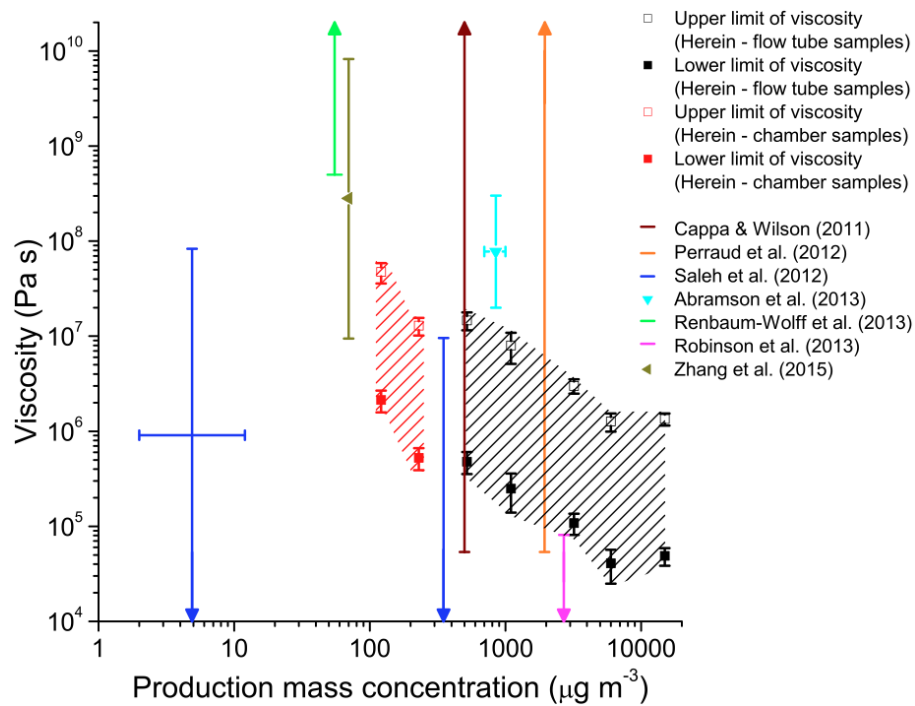 10¹⁰
10⁹
10⁸
10⁷
10⁶
10⁵
10⁴
Viscosity (Pa s)
1
10
100
1000
10000
Production mass concentration (μg m⁻³)
Upper limit of viscosity
(Herein - flow tube samples)
Lower limit of viscosity
(Herein - flow tube samples)
Upper limit of viscosity
(Herein - chamber samples)
Lower limit of viscosity
(Herein - chamber samples)
Cappa & Wilson (2011)
Perraud et al. (2012)
Saleh et al. (2012)
Abramson et al. (2013)
Renbaum-Wolff et al. (2013)
Robinson et al. (2013)
Zhang et al. (2015)